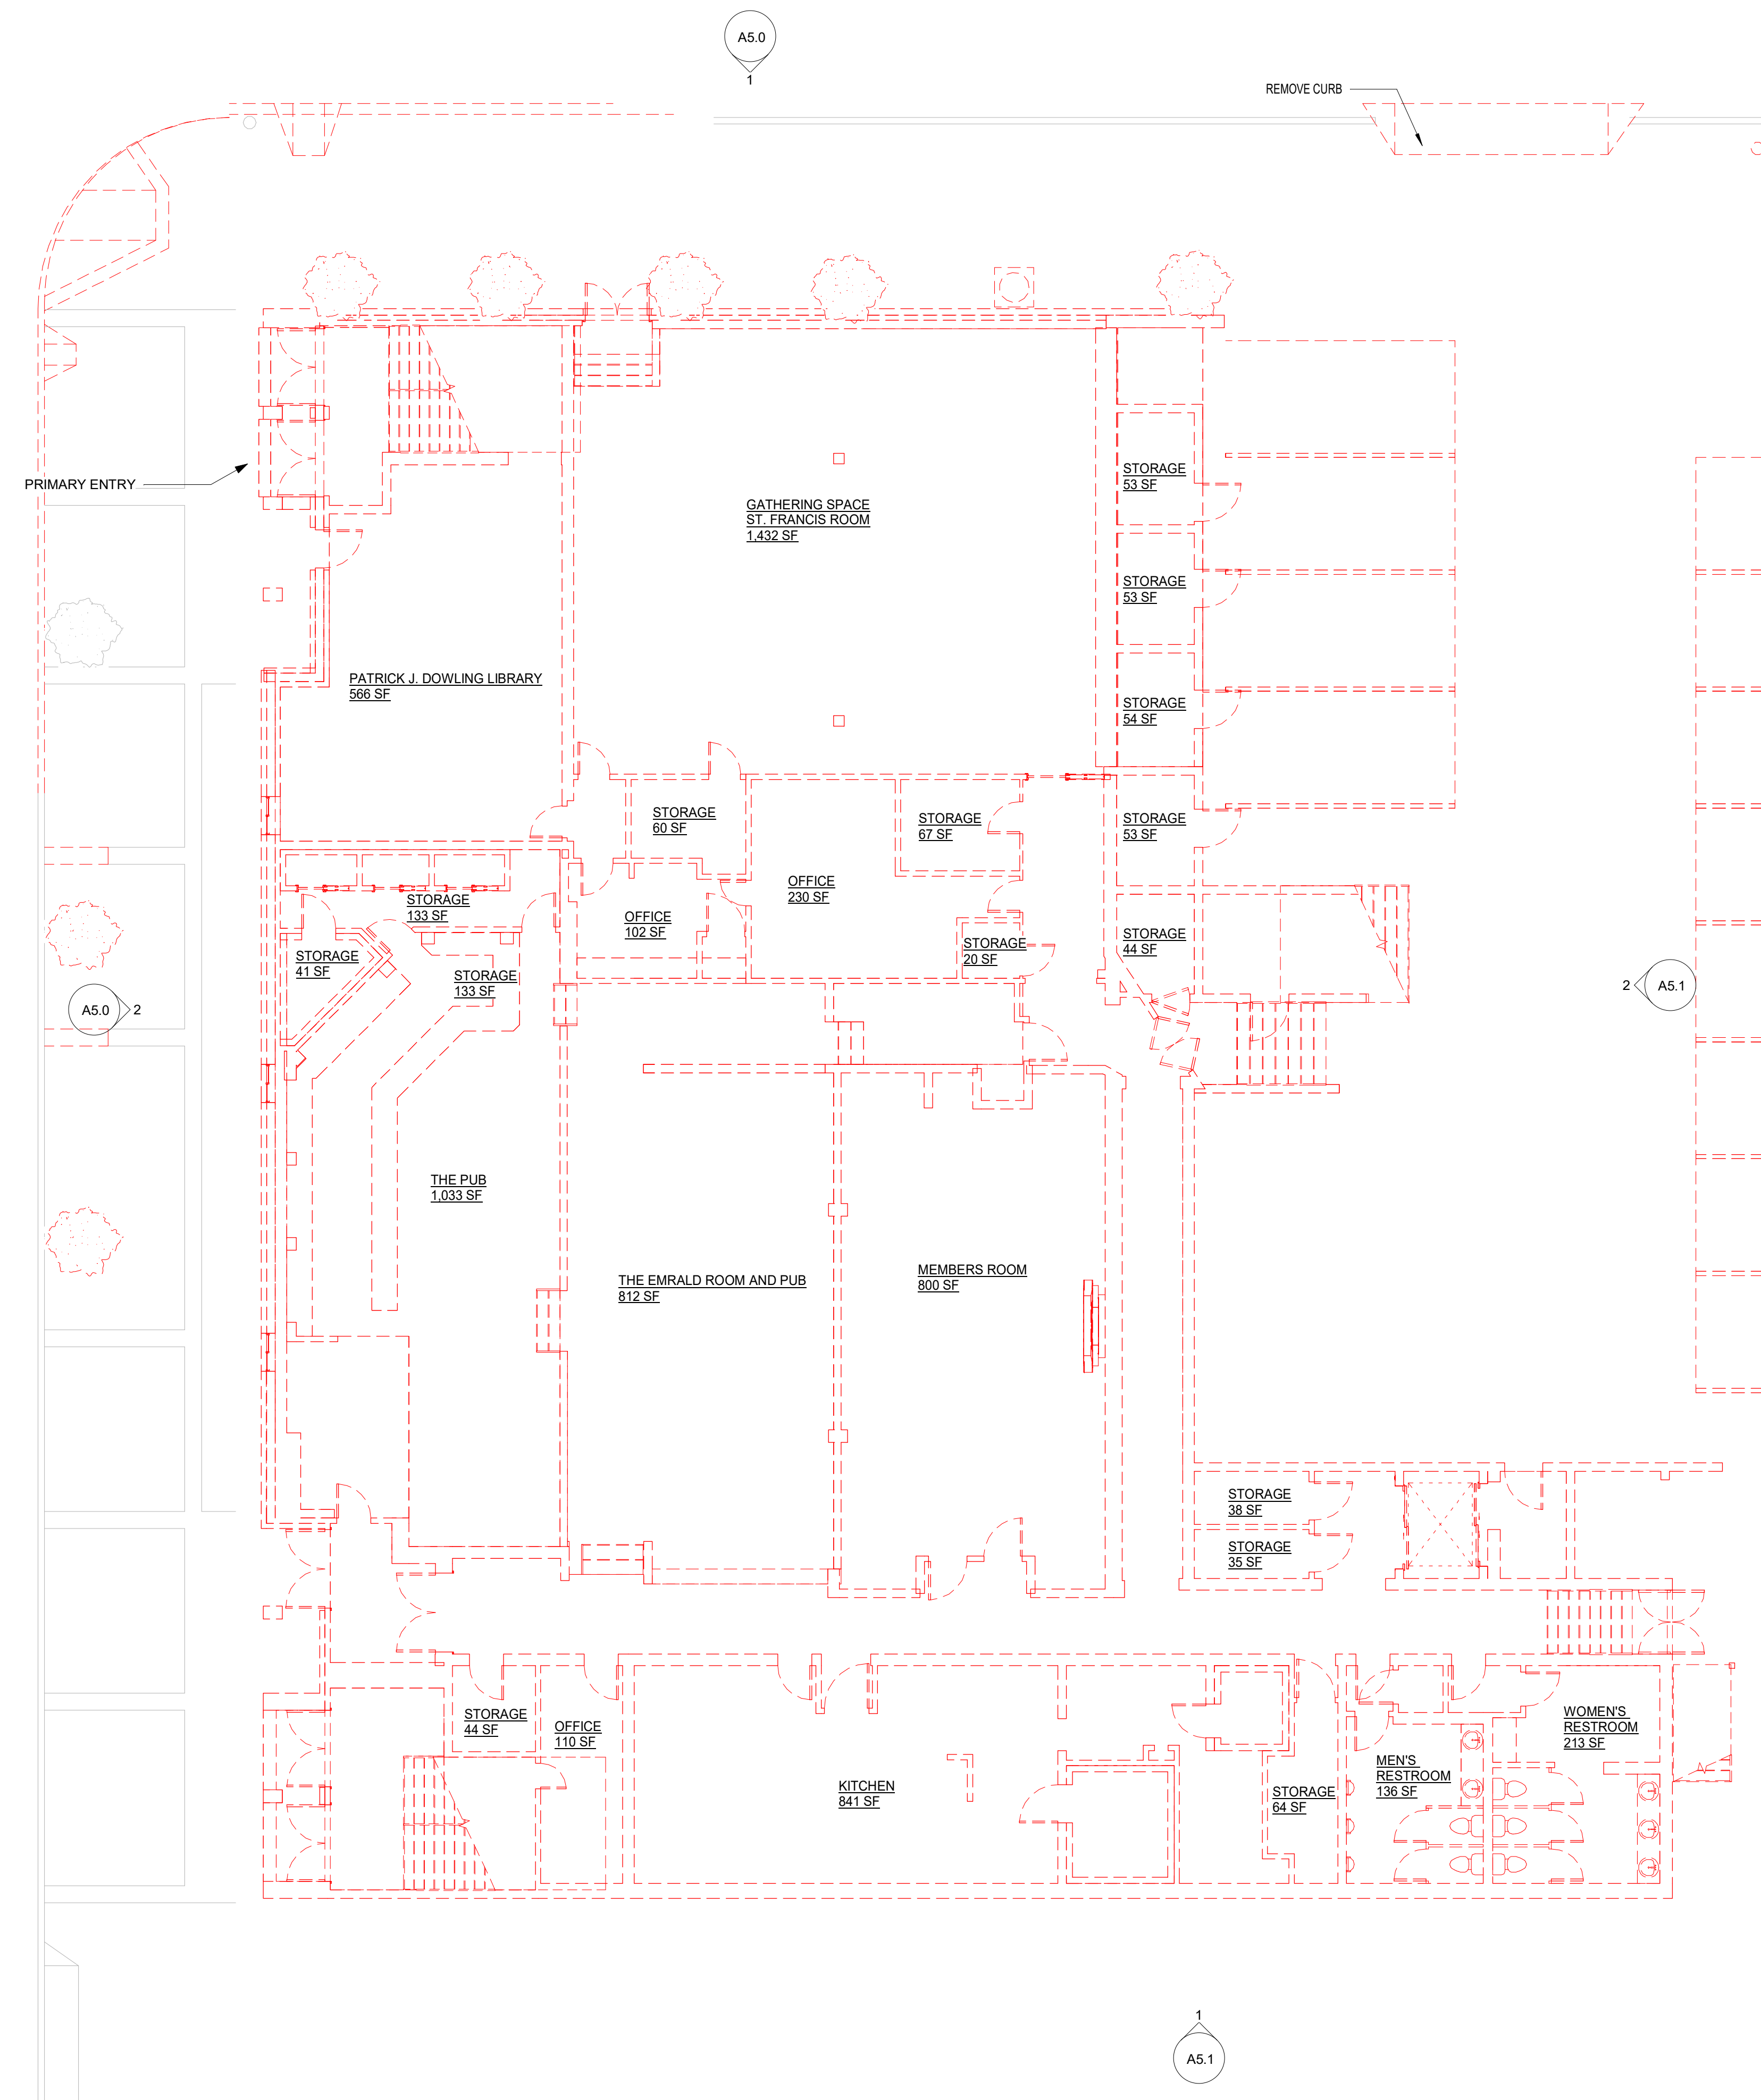 A5.0
1
REMOVE CURB
PRIMARY ENTRY
STORAGE
53 SF
GATHERING SPACE
ST. FRANCIS ROOM
1,432 SF
STORAGE
53 SF
PATRICK J. DOWLING LIBRARY
566 SF
STORAGE
54 SF
STORAGE
60 SF
STORAGE
67 SF
STORAGE
53 SF
OFFICE
230 SF
STORAGE
133 SF
OFFICE
102 SF
STORAGE
44 SF
STORAGE
20 SF
STORAGE
41 SF
STORAGE
133 SF
A5.0
2
2
A5.1
THE PUB
1,033 SF
MEMBERS ROOM
800 SF
THE EMRALD ROOM AND PUB
812 SF
STORAGE
38 SF
STORAGE
35 SF
STORAGE
44 SF
OFFICE
110 SF
WOMEN'S
RESTROOM
213 SF
MEN'S
RESTROOM
136 SF
KITCHEN
841 SF
STORAGE
64 SF
1
A5.1